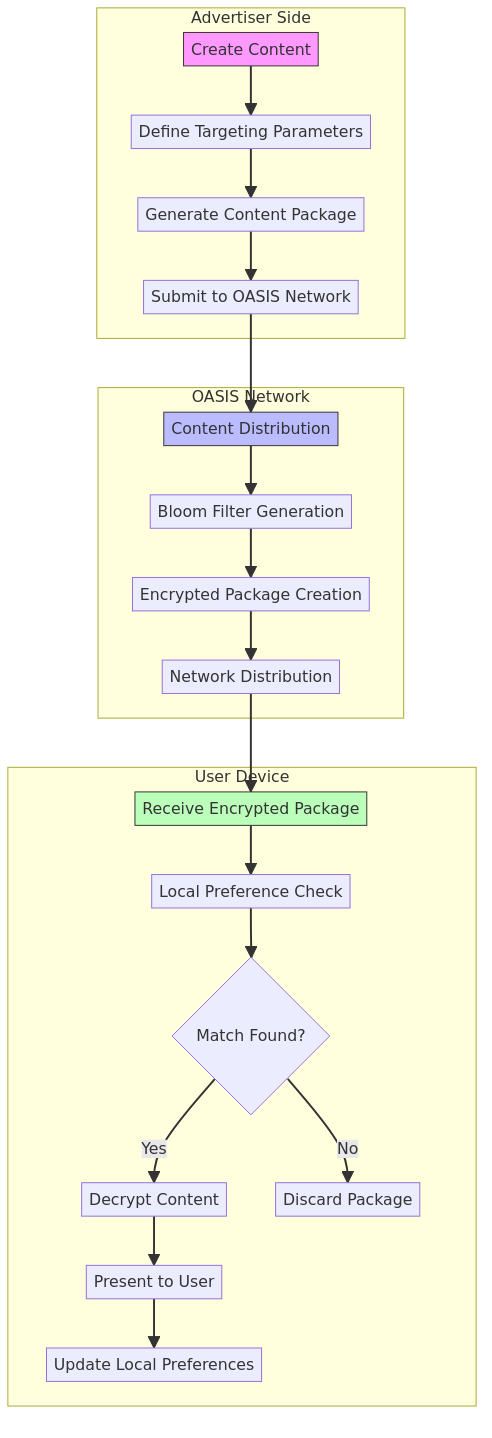 Advertiser Side
Create Content
Define Targeting Parameters
Generate Content Package
Submit to OASIS Network
OASIS Network
Content Distribution
Bloom Filter Generation
Encrypted Package Creation
Network Distribution
User Device
Receive Encrypted Package
Local Preference Check
Match Found?
Yes
No
Decrypt Content
Discard Package
Present to User
Update Local Preferences